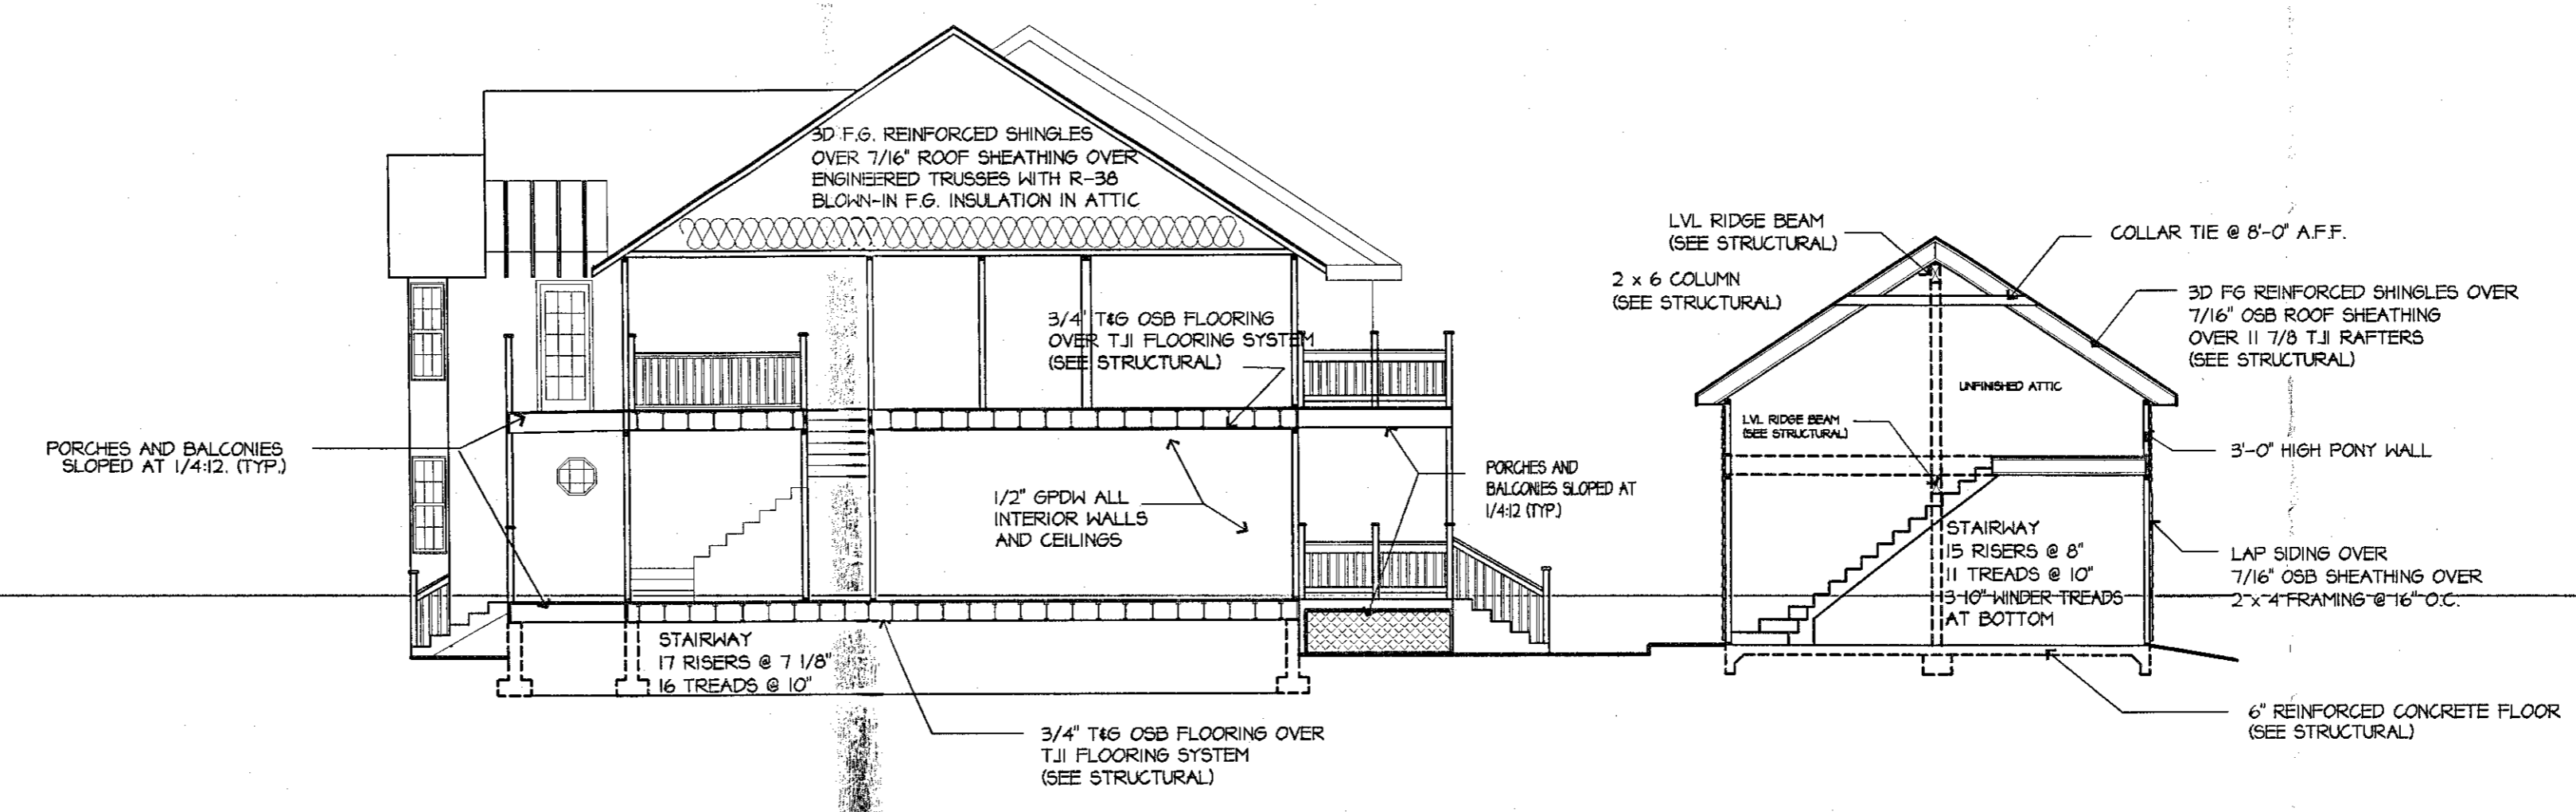 3D F.G. REINFORCED SHINGLES
OVER 7/16" ROOF SHEATHING OVER
ENGINEERED TRUSSES WITH R-38
BLOWN-IN F.G. INSULATION IN ATTIC
3/4" T&G OSB FLOORING
OVER TJI FLOORING SYSTEM
(SEE STRUCTURAL)
PORCHES AND BALCONIES
SLOPED AT 1/4:12. (TYP.)
1/2" GPDW ALL
INTERIOR WALLS
AND CEILINGS
PORCHES AND
BALCONIES SLOPED AT
1/4:12 (TYP.)
STAIRWAY
17 RISERS @ 7 1/8"
16 TREADS @ 10"
3/4" T&G OSB FLOORING OVER
TJI FLOORING SYSTEM
(SEE STRUCTURAL)
LVL RIDGE BEAM
(SEE STRUCTURAL)
2 x 6 COLUMN
(SEE STRUCTURAL)
COLLAR TIE @ 8'-0" A.F.F.
3D FG REINFORCED SHINGLES OVER
7/16" OSB ROOF SHEATHING
OVER 11 7/8 TJI RAFTERS
(SEE STRUCTURAL)
UNFINISHED ATTIC
LVL RIDGE BEAM
(SEE STRUCTURAL)
3'-0" HIGH PONY WALL
STAIRWAY
15 RISERS @ 8"
11 TREADS @ 10"
3-10" WINDER TREADS
AT BOTTOM
LAP SIDING OVER
7/16" OSB SHEATHING OVER
2 x 4 FRAMING @ 16" O.C.
6" REINFORCED CONCRETE FLOOR
(SEE STRUCTURAL)